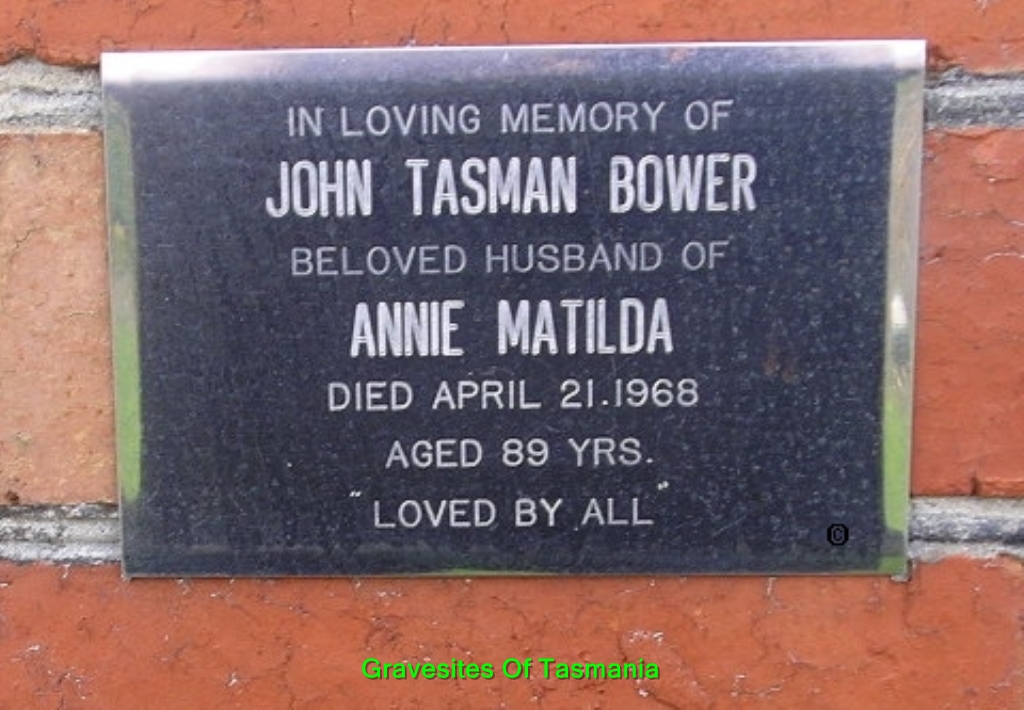 IN LOVING MEMORY OF
JOHN TASMAN BOWER
BELOVED HUSBAND OF
ANNIE MATILDA
DIED APRIL 21.1968
AGED 89 YRS.
"LOVED BY ALL"
©
Gravesites Of Tasmania